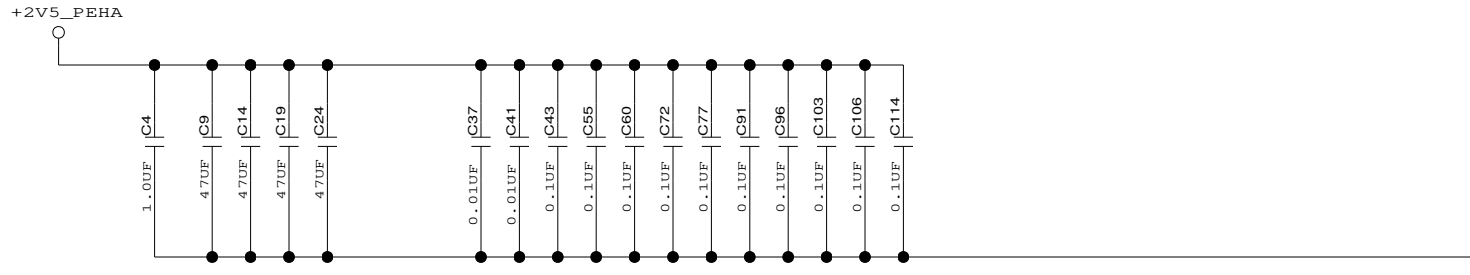 +2V5_PEHA
C4
1.0UF
C9
47UF
C14
47UF
C19
47UF
C24
47UF
C37
0.01UF
C41
0.01UF
C43
0.1UF
C55
0.1UF
C60
0.1UF
C72
0.1UF
C77
0.1UF
C91
0.1UF
C96
0.1UF
C103
0.1UF
C106
0.1UF
C114
0.1UF